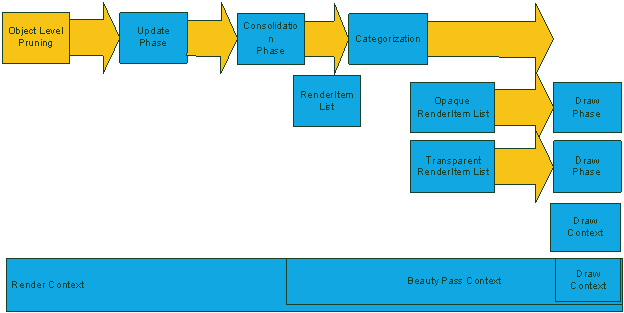 Object Level
Pruning
Update
Phase
Consolidatio
n
Phase
Categorization
RenderItem
List
Opaque
RenderItem List
Draw
Phase
Transparent
RenderItem List
Draw
Phase
Draw
Context
Render Context
Beauty Pass Context
Draw
Context